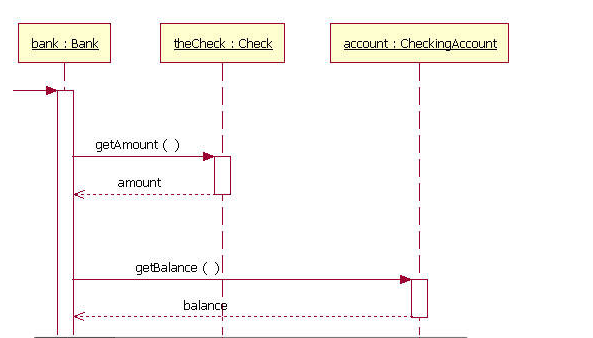 bank : Bank
theCheck : Check
account : CheckingAccount
getAmount (  )
amount
getBalance (  )
balance